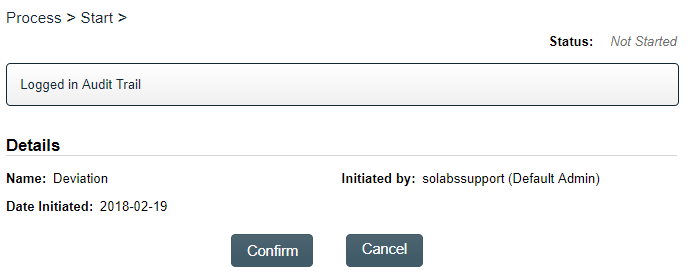 Process > Start >
Status: Not Started
Logged in Audit Trail
Details
Name: Deviation Initiated by: solabssupport (Default Admin)
Date Initiated: 2018-02-19
Confirm Cancel